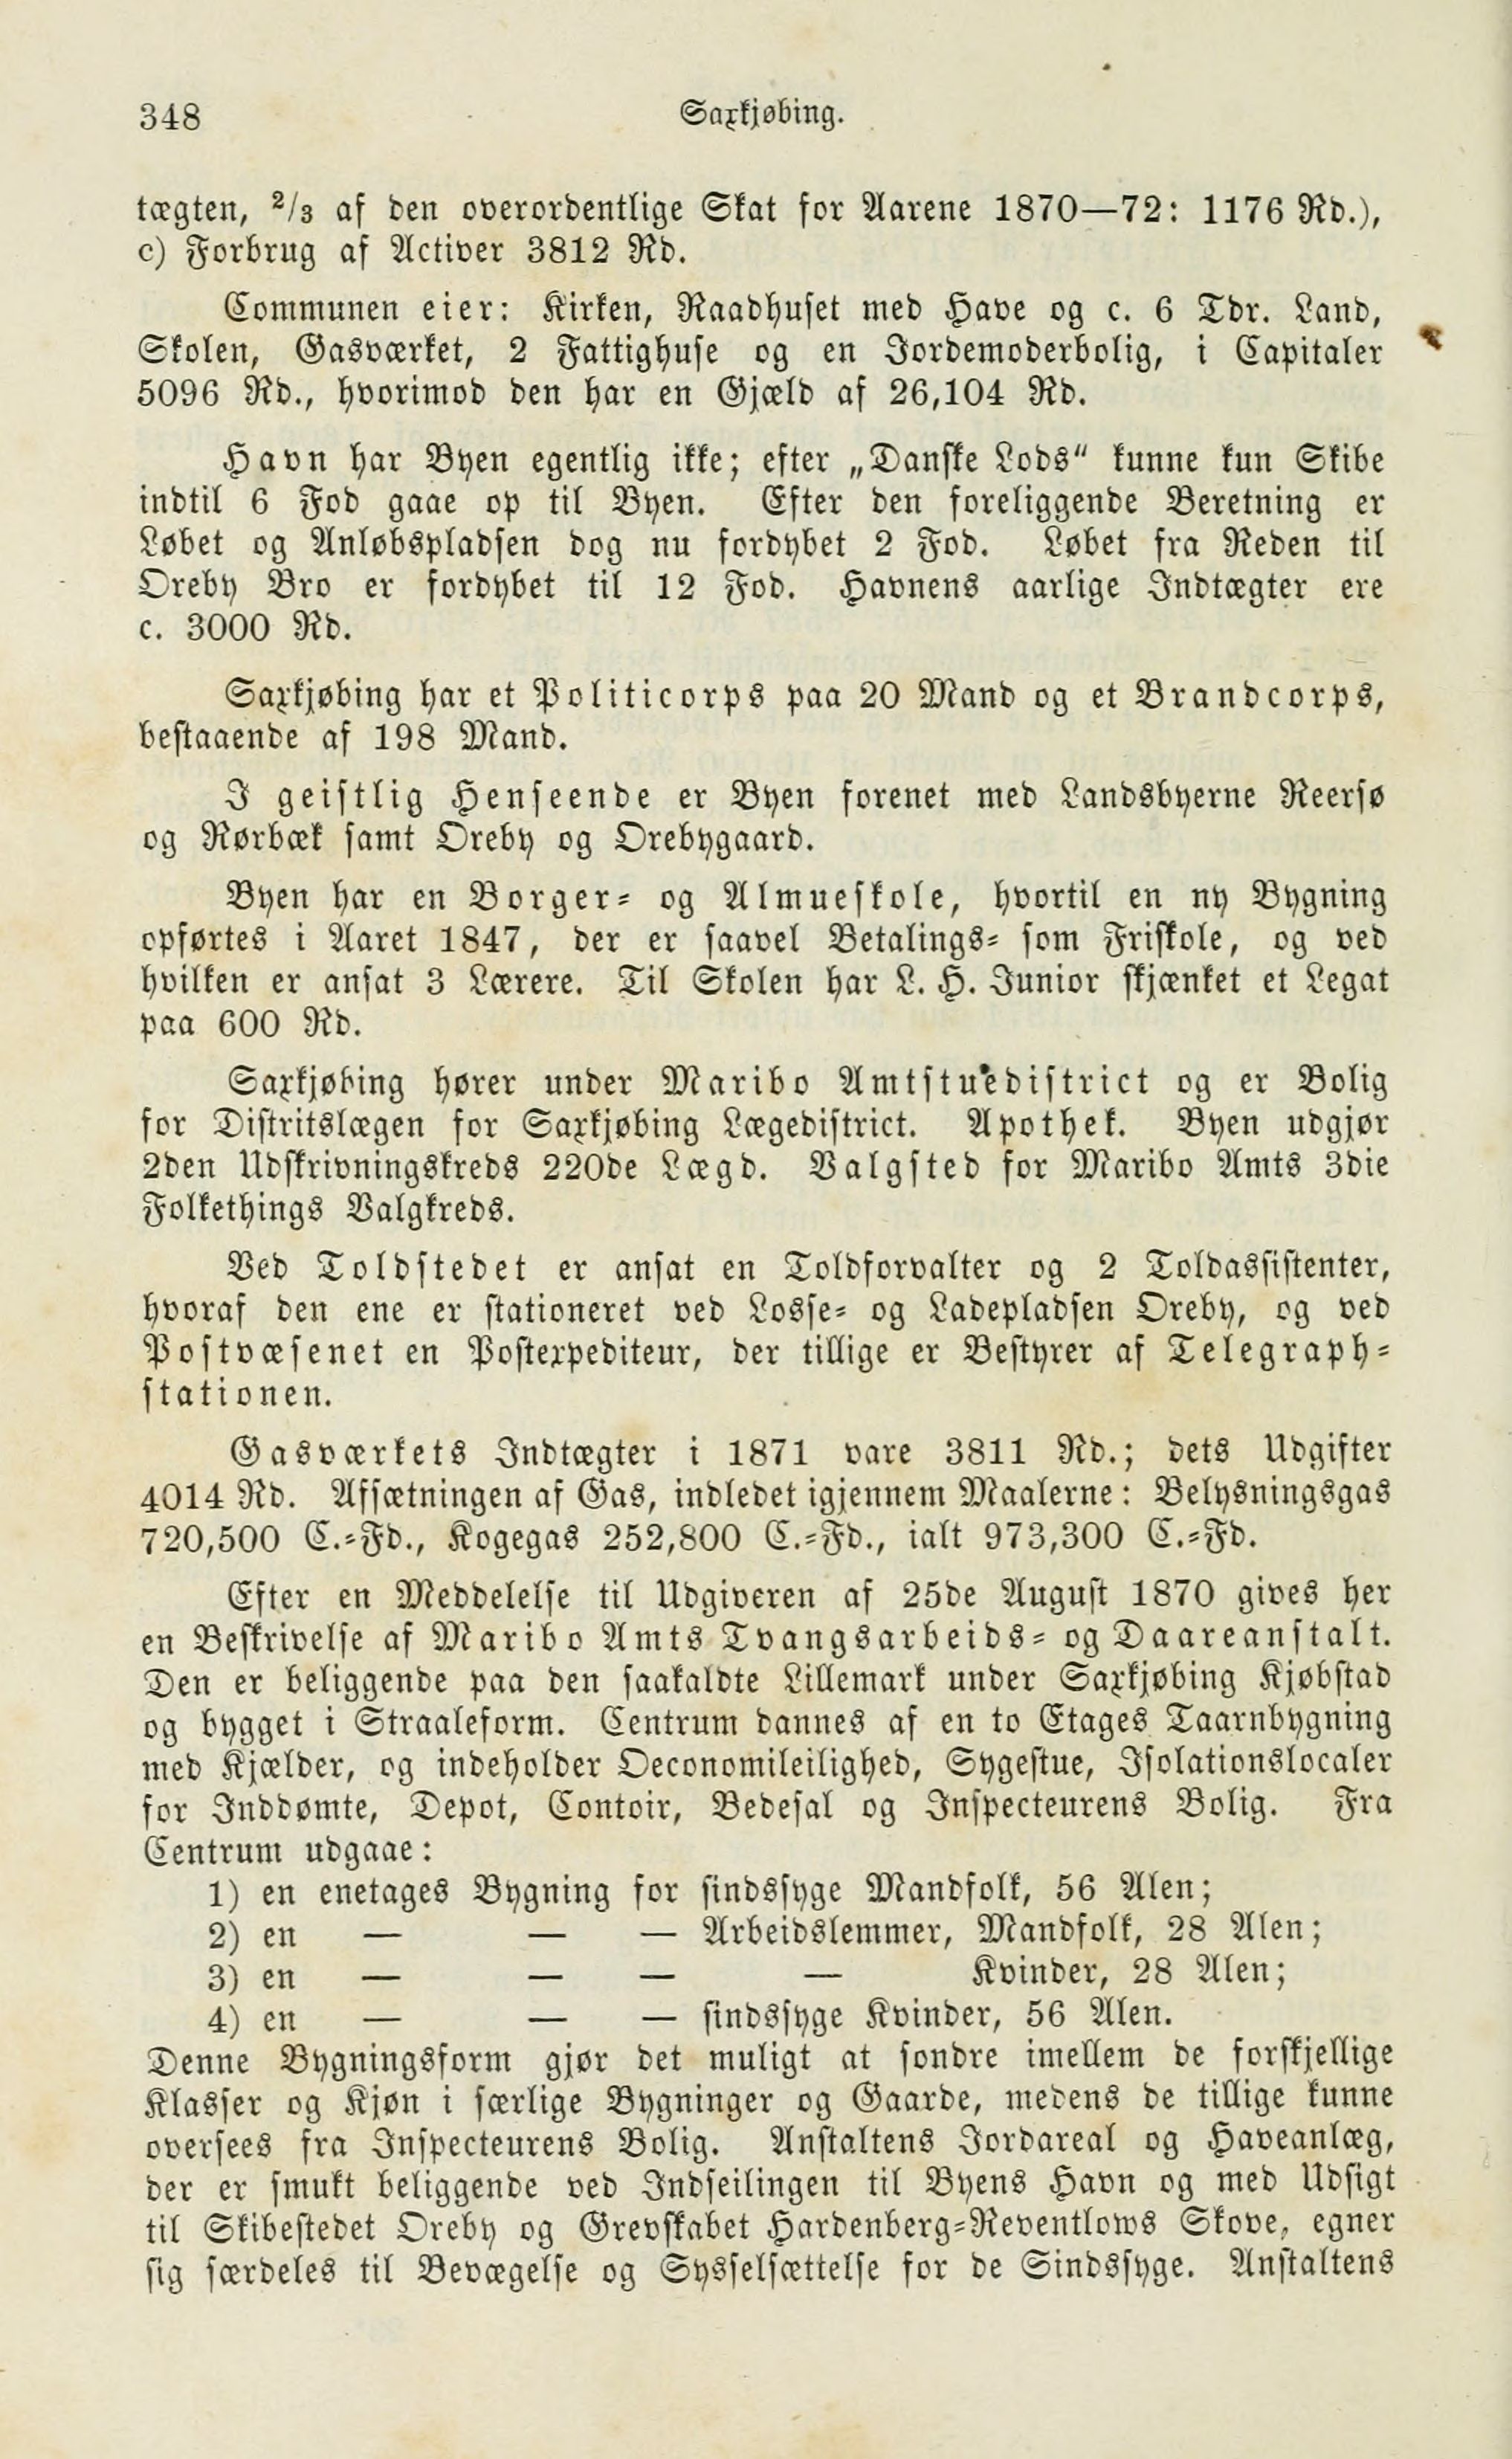 348
Saxkjøbing.
tægten, 2/3 af den overordentlige Skat for Aarene 1870—72: 1176 Rd.),
c) Forbrug af Activer 3812 Rd.
Communen eier: Kirken, Raadhuset med Have og c. 6 Tdr. Land,
Skolen, Gasværket, 2 Fattighuse og en Jordemoderbolig, i Capitaler
5096 Rd., hvorimod den har en Gjæld af 26,104 Rd.
Havn har Byen egentlig ikke; efter „Danske Lods“ kunne kun Skibe
indtil 6 Fod gaae op til Byen. Efter den foreliggende Beretning er
Løbet og Anløbspladsen dog nu fordybet 2 Fod. Løbet fra Reden til
Oreby Bro er fordybet til 12 Fod. Havnens aarlige Indtægter ere
c. 3000 Rd.
Saxkjøbing har et Politicorps paa 20 Mand og et Brandcorps,
bestaaende af 198 Mand.
I geistlig Henseende er Byen forenet med Landsbyerne Reersø
og Rørbæk samt Oreby og Orebygaard.
Byen har en Borger- og Almueskole, hvortil en ny Bygning
opførtes i Aaret 1847, der er saavel Betalings- som Friskole, og ved
hvilken er ansat 3 Lærere. Til Skolen har L. H. Junior skjænket et Legat
paa 600 Rd.
Saxkjøbing hører under Maribo Amtstuedistrict og er Bolig
for Distritslægen for Saxkjøbing Lægedistrict. Apothek. Byen udgjør
2den Udskrivningskreds 220de Lægd. Valgsted for Maribo Amts 3die
Folkethings Valgkreds.
Ved Toldstedet er ansat en Toldforvalter og 2 Toldassistenter,
hvoraf den ene er stationeret ved Losse- og Ladepladsen Oreby, og ved
Postvæsenet en Postexpediteur, der tillige er Bestyrer af Telegraph-
stationen.
Gasværkets Indtægter i 1871 vare 3811 Rd.; dets Udgifter
4014 Rd. Afsætningen af Gas, indledet igjennem Maalerne: Belysningsgas
720,500 C.-Fd., Kogegas 252,800 C.-Fd., ialt 973,300 C.-Fd.
Efter en Meddelelse til Udgiveren af 25de August 1870 gives her
en Beskrivelse af Maribo Amts Tvangsarbeids- og Daareanstalt.
Den er beliggende paa den saakaldte Lillemark under Saxkjøbing Kjøbstad
og bygget i Straaleform. Centrum dannes af en to Etages Taarnbygning
med Kjælder, og indeholder Oeconomileilighed, Sygestue, Isolationslocaler
for Inddømte, Depot, Contoir, Bedesal og Inspecteurens Bolig. Fra
Centrum udgaae:
1) en enetages Bygning for sindssyge Mandfolk, 56 Alen;
2) en — — — Arbeidslemmer, Mandfolk, 28 Alen;
3) en — — — — Kvinder, 28 Alen;
4) en — — — sindssyge Kvinder, 56 Alen.
Denne Bygningsform gjør det muligt at sondre imellem de forskjellige
Klasser og Kjøn i særlige Bygninger og Gaarde, medens de tillige kunne
oversees fra Inspecteurens Bolig. Anstaltens Jordareal og Haveanlæg,
der er smukt beliggende ved Indseilingen til Byens Havn og med Udsigt
til Skibestedet Oreby og Grevskabet Hardenberg-Reventlows Skove, egner
sig særdeles til Bevægelse og Sysselsættelse for de Sindssyge. Anstaltens